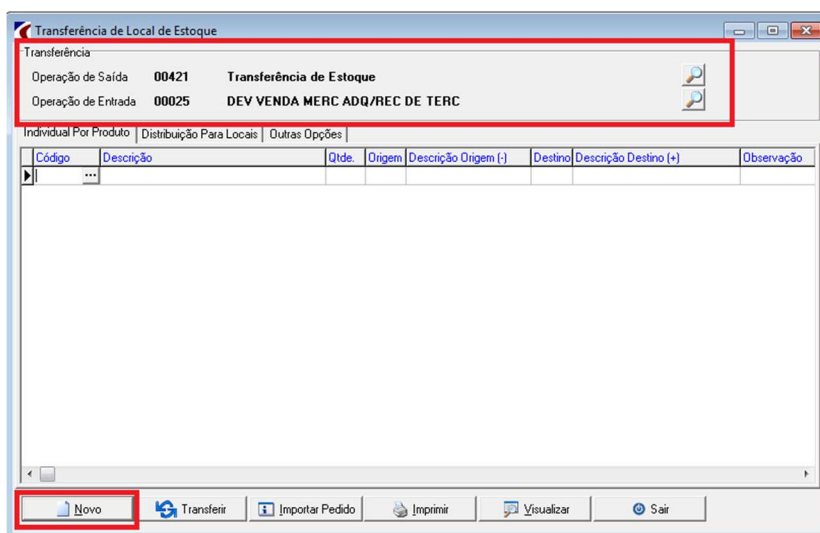 Transferência de Local de Estoque
Transferência
Operação de Saída 00421 Transferência de Estoque
Operação de Entrada 00025 DEV VENDA MERC ADQ/REC DE TERC
Individual Por Produto Distribuição Para Locais Outras Opções
Código Descrição Qtde. Origem Descrição Origem (-) Destino Descrição Destino (+) Observação
...
Novo Transferir Importar Pedido Imprimir Visualizar Sair